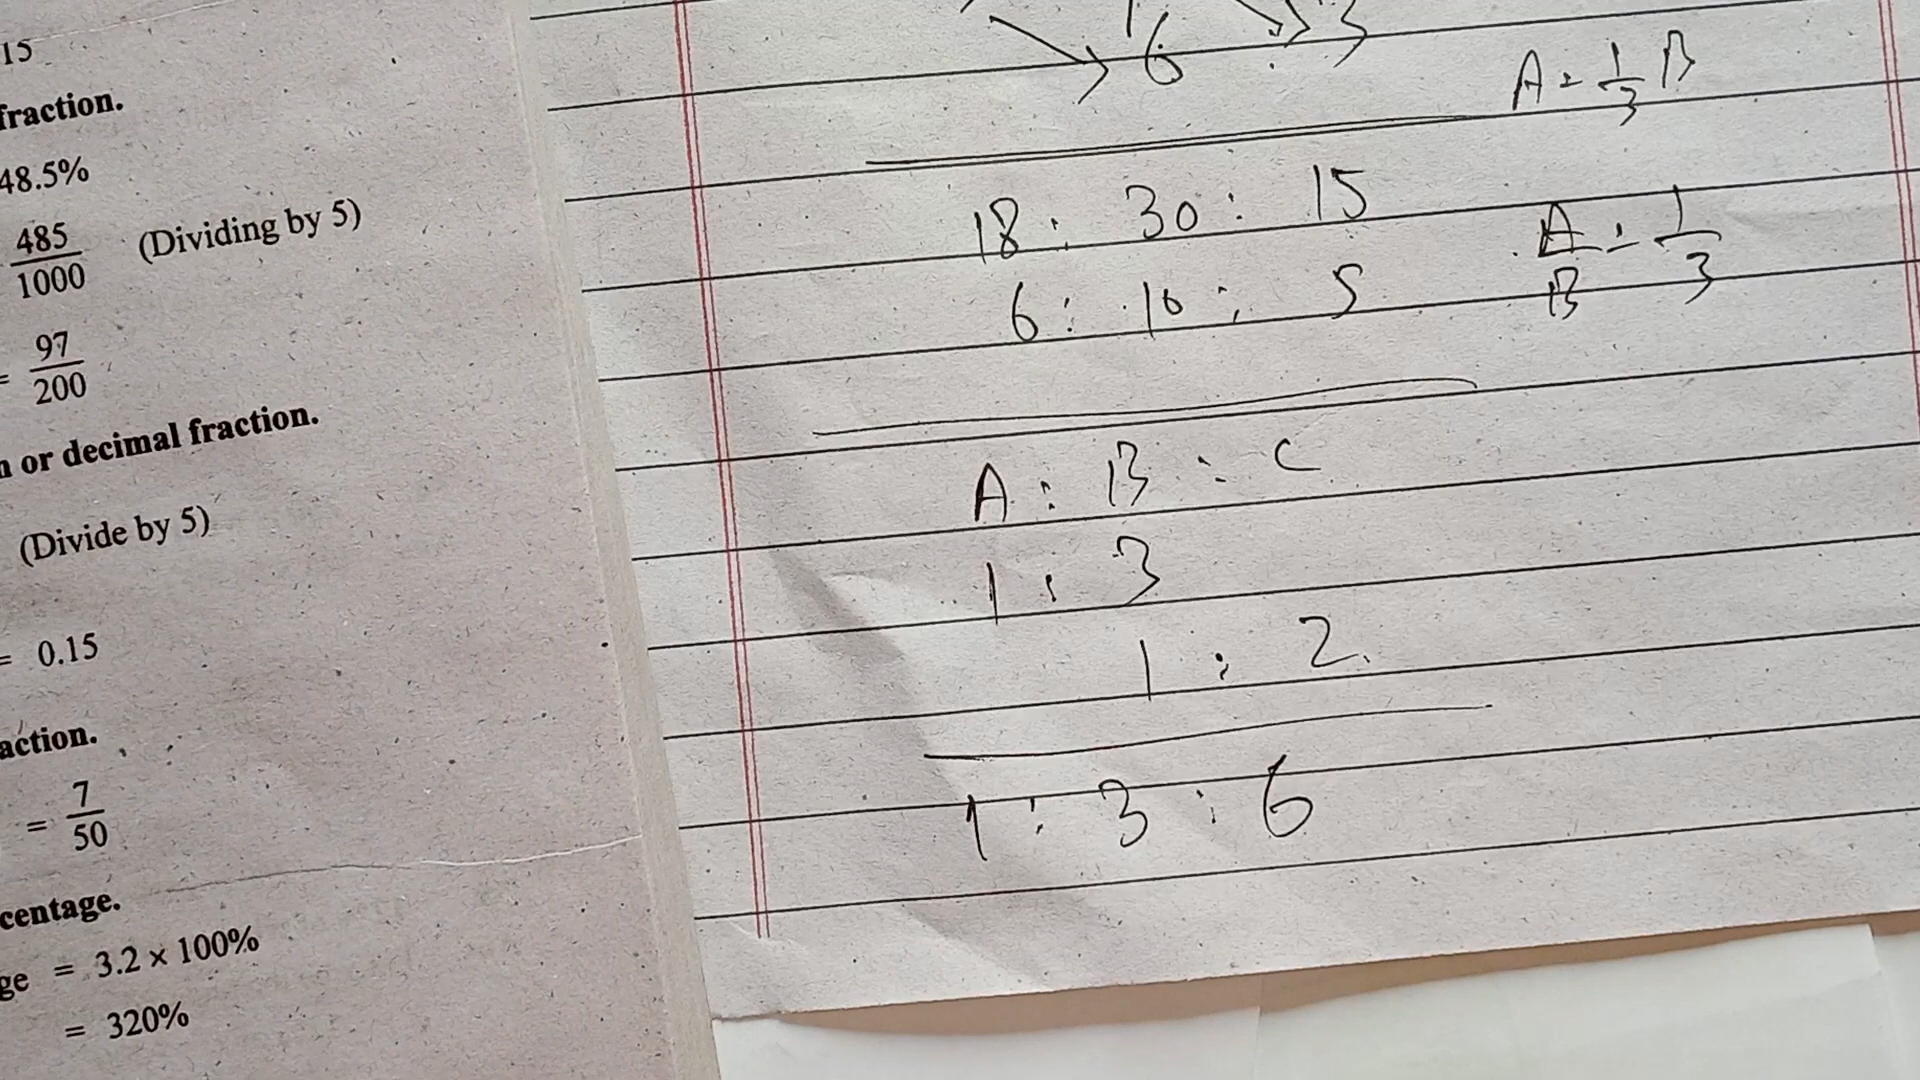 15
fraction.
48.5%
485/1000 (Dividing by 5)
= 97/200
n or decimal fraction.
(Divide by 5)
= 0.15
action.
= 7/50
centage.
ge = 3.2 × 100%
= 320%
6 3
A = 1/3 B
18 : 30 : 15
A/B = 1/3
6 : 10 : 5
A : B : C
1 : 3
1 : 2
1 : 3 : 6